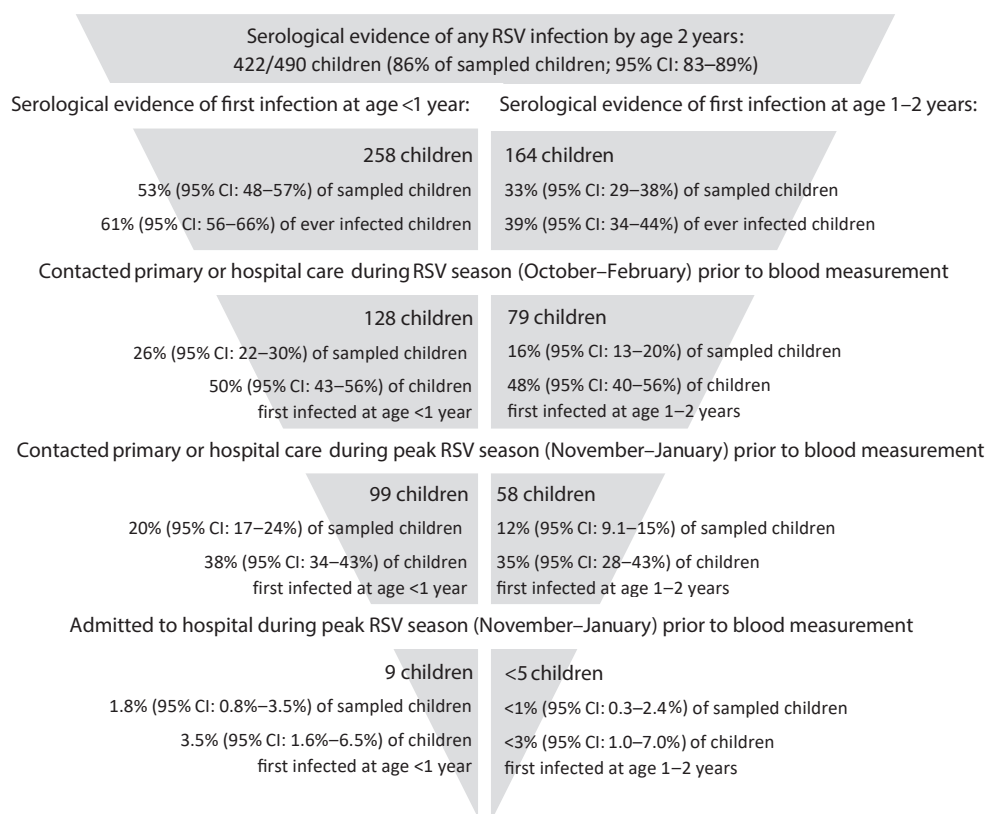 Serological evidence of any RSV infection by age 2 years:
422/490 children (86% of sampled children; 95% CI: 83–89%)
Serological evidence of first infection at age <1 year:
Serological evidence of first infection at age 1–2 years:
258 children
53% (95% CI: 48–57%) of sampled children
61% (95% CI: 56–66%) of ever infected children
164 children
33% (95% CI: 29–38%) of sampled children
39% (95% CI: 34–44%) of ever infected children
Contacted primary or hospital care during RSV season (October–February) prior to blood measurement
128 children
26% (95% CI: 22–30%) of sampled children
50% (95% CI: 43–56%) of children
first infected at age <1 year
79 children
16% (95% CI: 13–20%) of sampled children
48% (95% CI: 40–56%) of children
first infected at age 1–2 years
Contacted primary or hospital care during peak RSV season (November–January) prior to blood measurement
99 children
20% (95% CI: 17–24%) of sampled children
38% (95% CI: 34–43%) of children
first infected at age <1 year
58 children
12% (95% CI: 9.1–15%) of sampled children
35% (95% CI: 28–43%) of children
first infected at age 1–2 years
Admitted to hospital during peak RSV season (November–January) prior to blood measurement
9 children
1.8% (95% CI: 0.8%–3.5%) of sampled children
3.5% (95% CI: 1.6%–6.5%) of children
first infected at age <1 year
<5 children
<1% (95% CI: 0.3–2.4%) of sampled children
<3% (95% CI: 1.0–7.0%) of children
first infected at age 1–2 years